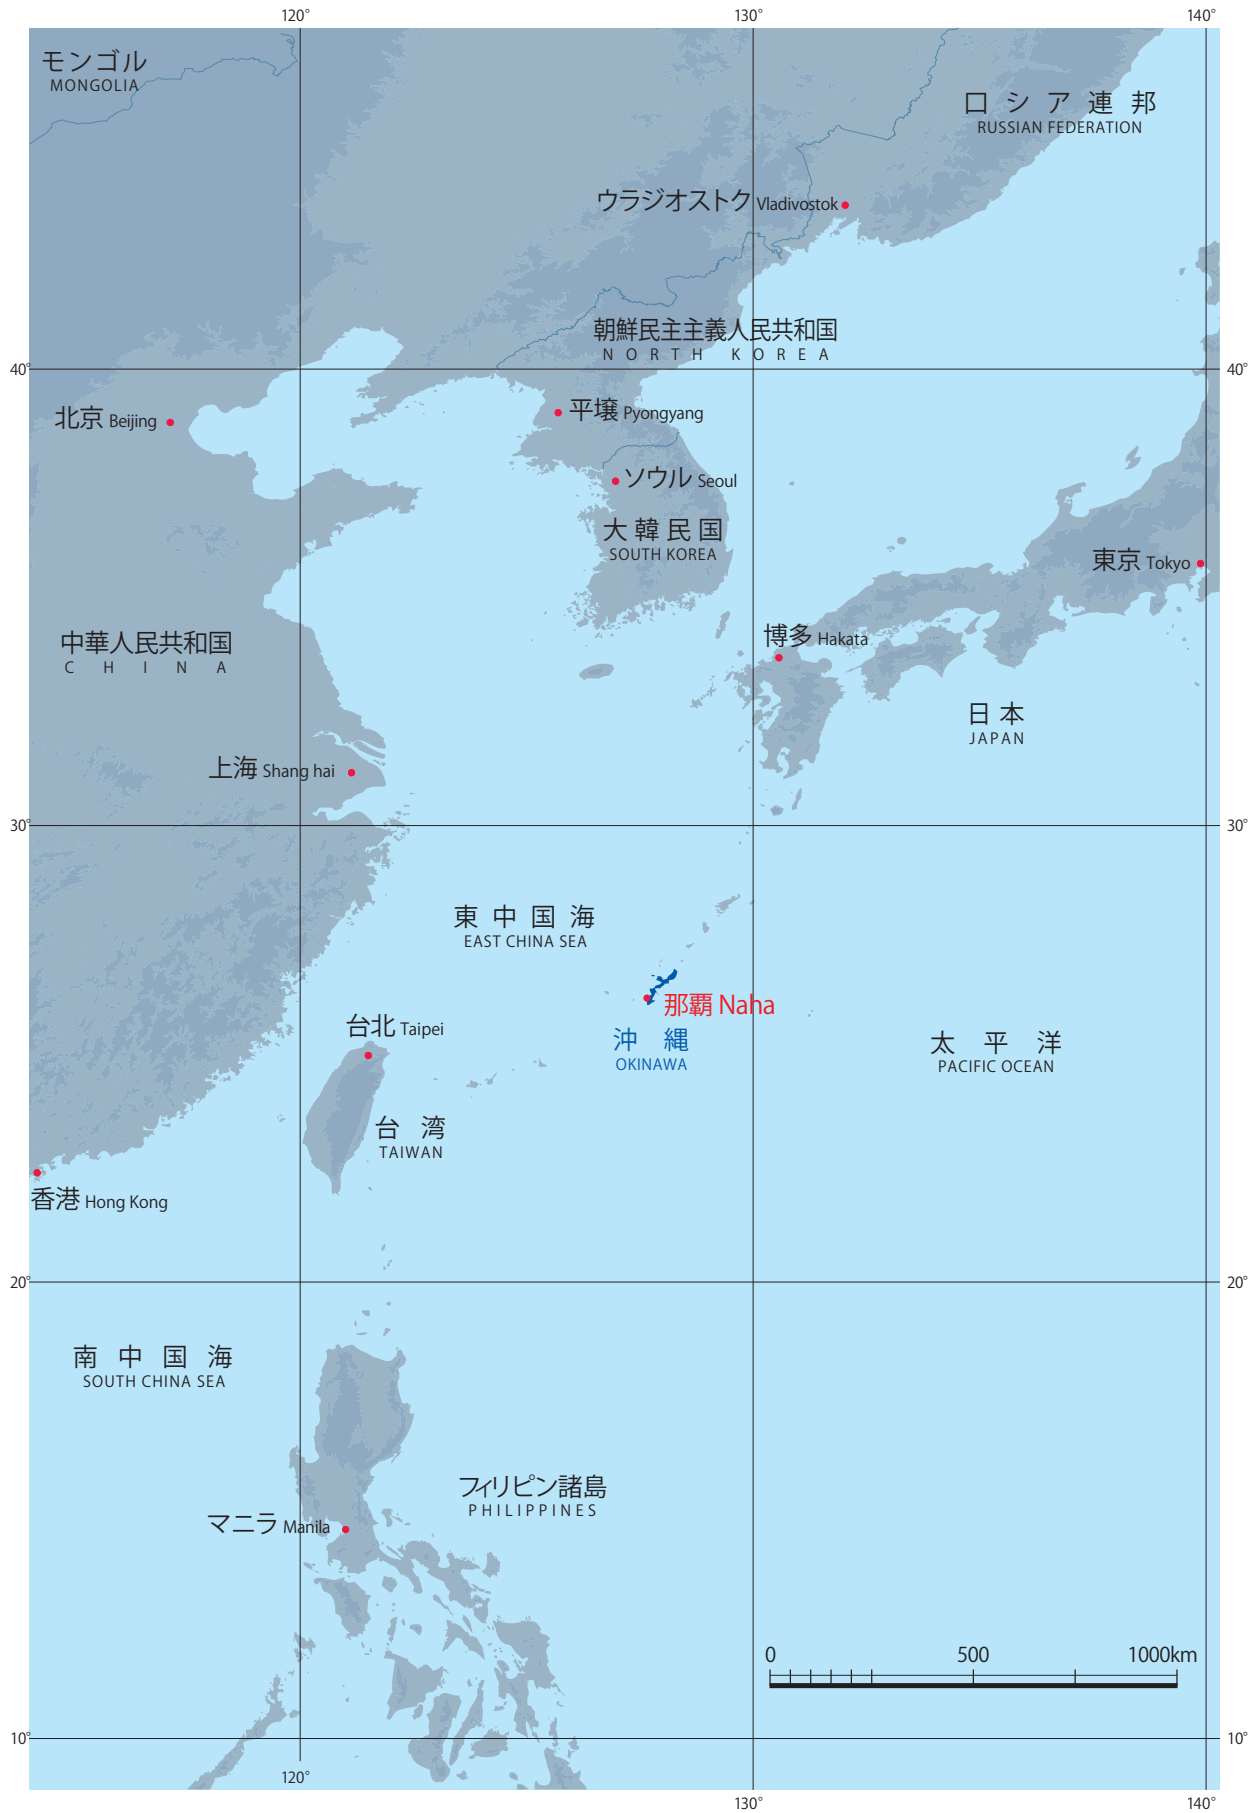 120°
130°
140°
モンゴル
MONGOLIA
ロシア連邦
RUSSIAN FEDERATION
ウラジオストク Vladivostok
朝鮮民主主義人民共和国
NORTH KOREA
40°
40°
北京 Beijing
平壌 Pyongyang
ソウル Seoul
大韓民国
SOUTH KOREA
東京 Tokyo
中華人民共和国
CHINA
博多 Hakata
日本
JAPAN
上海 Shang hai
30°
30°
東中国海
EAST CHINA SEA
那覇 Naha
台北 Taipei
沖縄
OKINAWA
太平洋
PACIFIC OCEAN
台湾
TAIWAN
香港 Hong Kong
20°
20°
南中国海
SOUTH CHINA SEA
フィリピン諸島
PHILIPPINES
マニラ Manila
0 500 1000km
10°
10°
120°
130°
140°